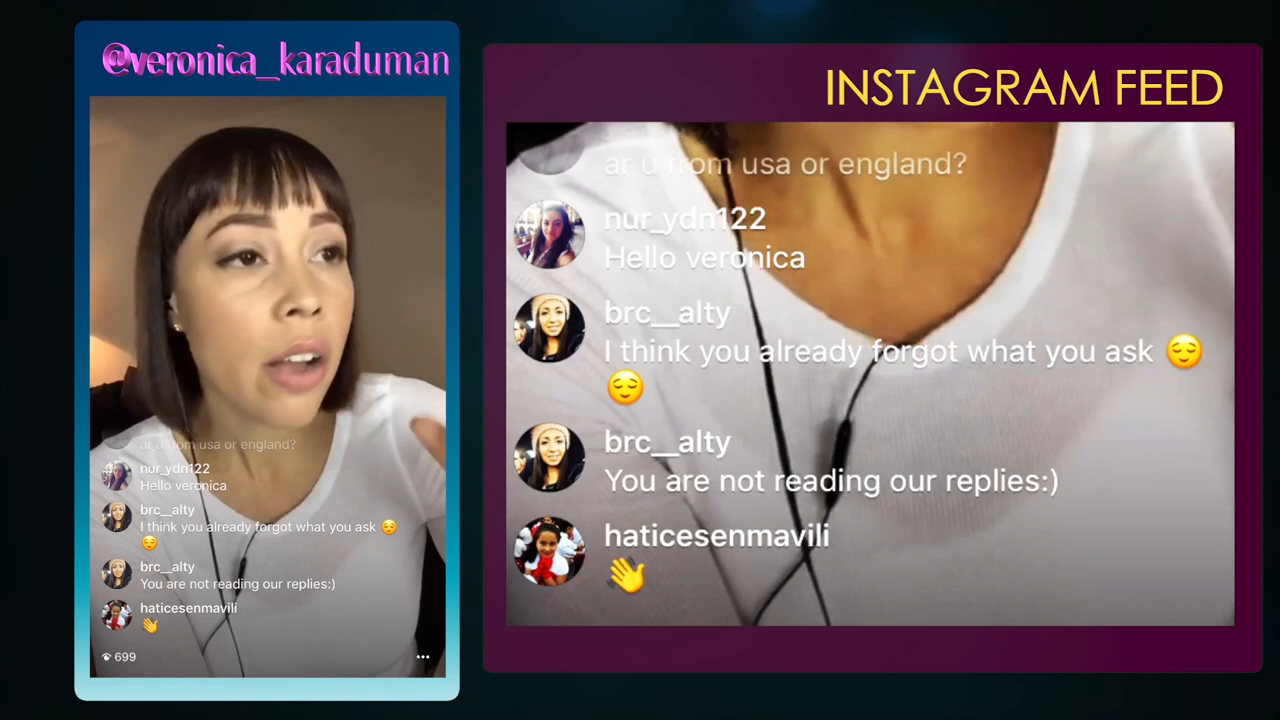 @veronica_karaduman
ar u from usa or england?
nur_ydn122
Hello veronica
brc__alty
I think you already forgot what you ask 😌
😌
brc__alty
You are not reading our replies:)
haticesenmavili
👋
699
INSTAGRAM FEED
ar u from usa or england?
nur_ydn122
Hello veronica
brc__alty
I think you already forgot what you ask 😌
😌
brc__alty
You are not reading our replies:)
haticesenmavili
👋